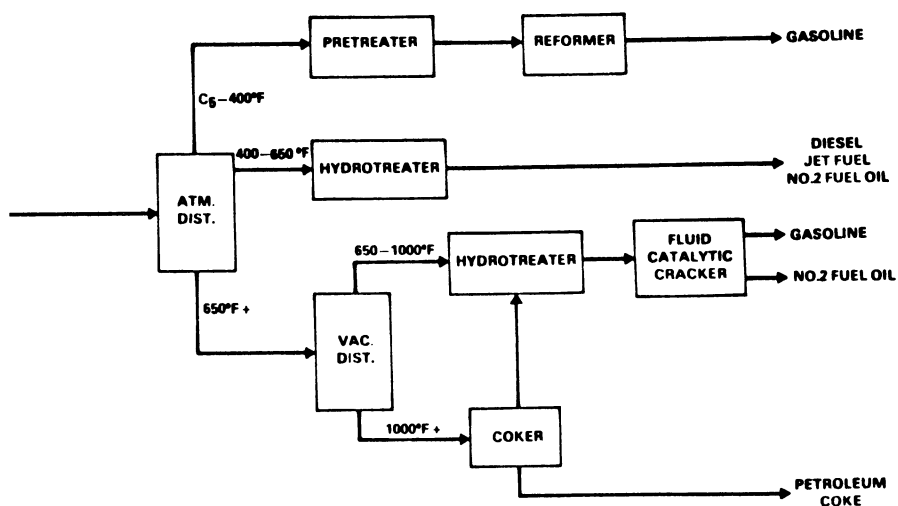 PRETREATER
REFORMER
GASOLINE
C5–400°F
400–650 °F
HYDROTREATER
DIESEL
JET FUEL
NO.2 FUEL OIL
ATM.
DIST.
650–1000°F
HYDROTREATER
FLUID
CATALYTIC
CRACKER
GASOLINE
NO.2 FUEL OIL
650°F +
VAC.
DIST.
1000°F +
COKER
PETROLEUM
COKE